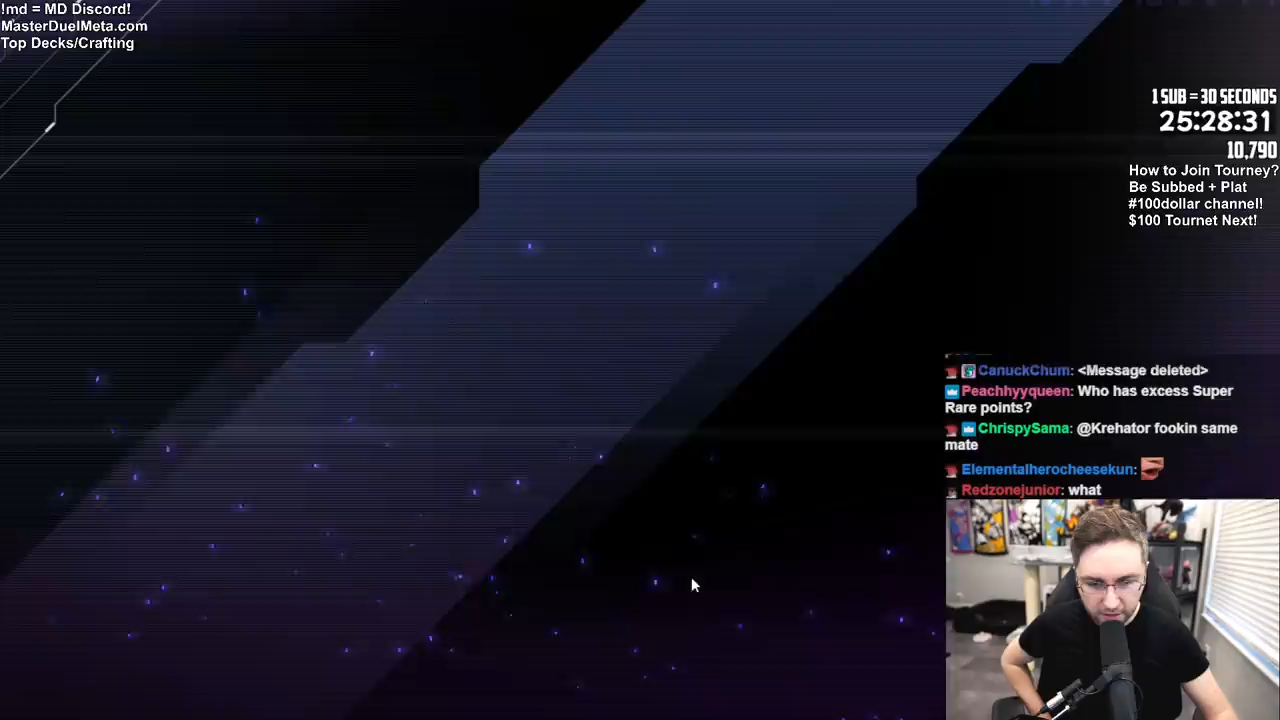 !md = MD Discord!
MasterDuelMeta.com
Top Decks/Crafting
1 SUB = 30 SECONDS
25:28:31
10,790
How to Join Tourney?
Be Subbed + Plat
#100dollar channel!
$100 Tournet Next!
CanuckChum: <Message deleted>
Peachhyyqueen: Who has excess Super
Rare points?
ChrispySama: @Krehator fookin same
mate
Elementalherocheesekun:
Redzonejunior: what